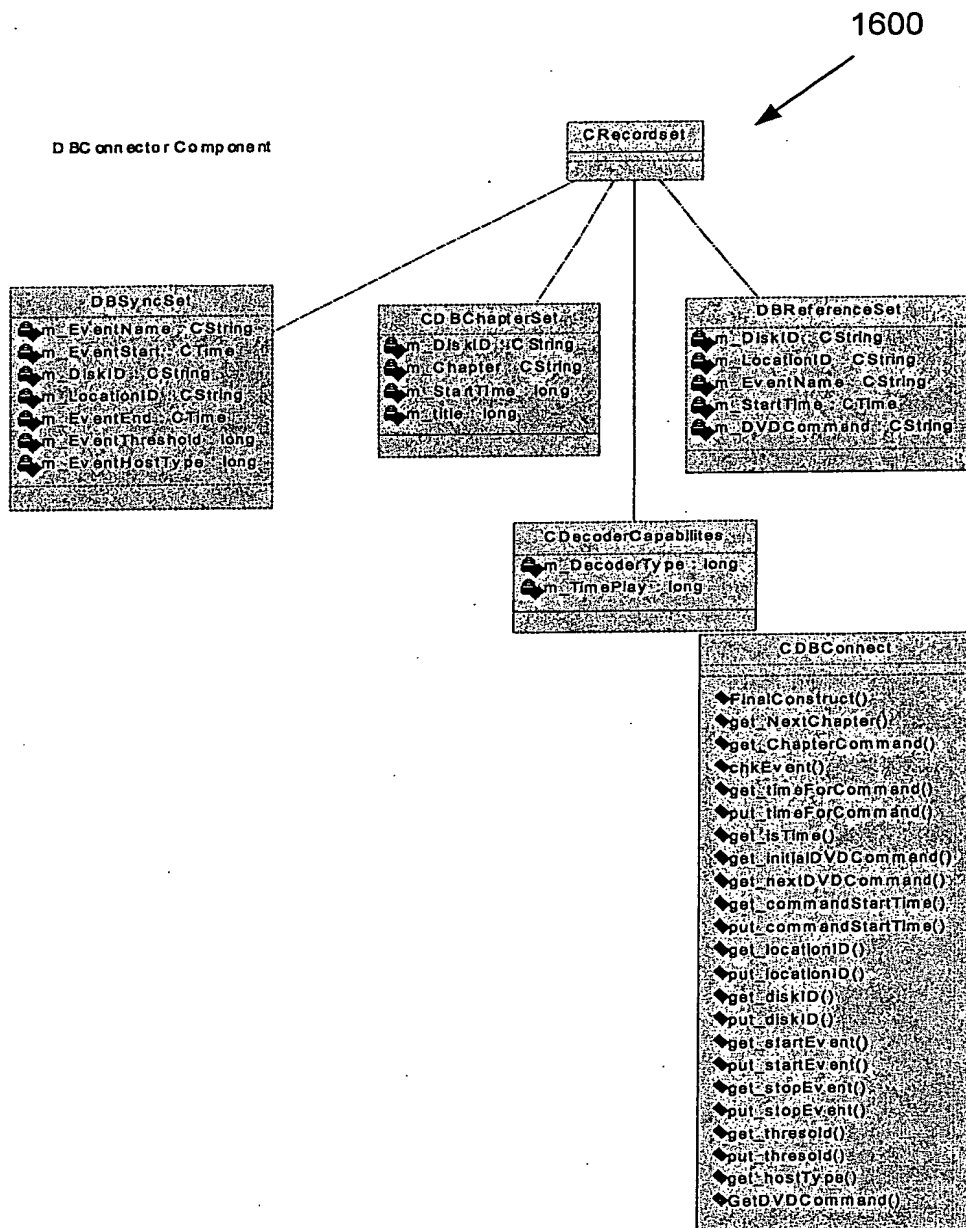 1600
DBConnector Component
CRecordset
DBSyncSet
m_EventName : CString
m_EventStart : CTime
m_DiskID : CString
m_LocationID : CString
m_EventEnd : CTime
m_EventThreshold : long
m_EventHostType : long
CDBChapterSet
m_DiskID : CString
m_Chapter : CString
m_StartTime : long
m_title : long
DBReferenceSet
m_DiskID : CString
m_LocationID : CString
m_EventName : CString
m_StartTime : CTime
m_DVDCommand : CString
CDecoderCapabilites
m_DecoderType : long
m_TimePlay : long
CDBConnect
FinalConstruct()
get_NextChapter()
get_ChapterCommand()
chkEvent()
get_timeForCommand()
put_timeForCommand()
get_isTime()
get_initialDVDCommand()
get_nextDVDCommand()
get_commandStartTime()
put_commandStartTime()
get_locationID()
put_locationID()
get_diskID()
put_diskID()
get_startEvent()
put_startEvent()
get_stopEvent()
put_stopEvent()
get_thresold()
put_thresold()
get_hostType()
GetDVDCommand()